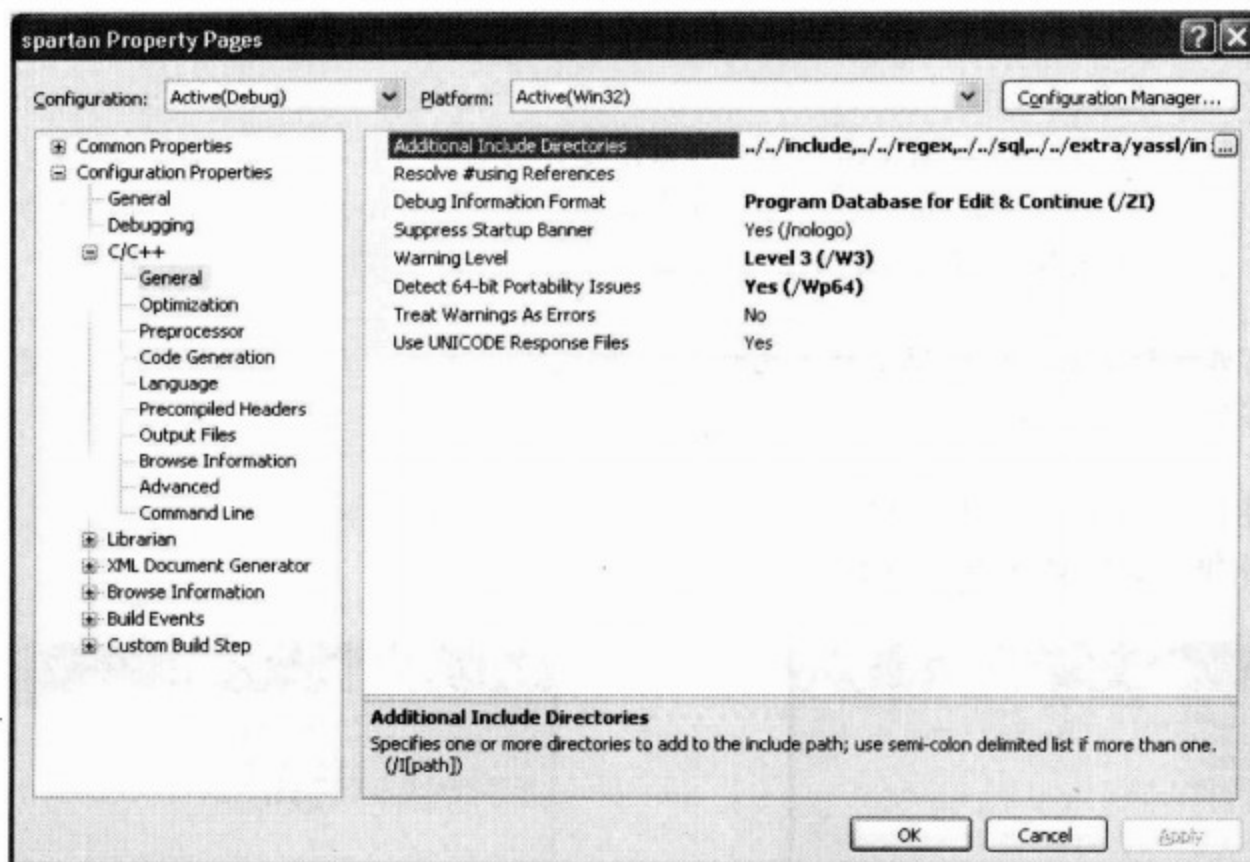 spartan Property Pages
Configuration: Active(Debug) Platform: Active(Win32) Configuration Manager...
Common Properties
Configuration Properties
General
Debugging
C/C++
General
Optimization
Preprocessor
Code Generation
Language
Precompiled Headers
Output Files
Browse Information
Advanced
Command Line
Librarian
XML Document Generator
Browse Information
Build Events
Custom Build Step
Additional Include Directories ../../include,../../regex,../../sql,../../extra/yassl/in ...
Resolve #using References
Debug Information Format Program Database for Edit & Continue (/ZI)
Suppress Startup Banner Yes (/nologo)
Warning Level Level 3 (/W3)
Detect 64-bit Portability Issues Yes (/Wp64)
Treat Warnings As Errors No
Use UNICODE Response Files Yes
Additional Include Directories
Specifies one or more directories to add to the include path; use semi-colon delimited list if more than one.
(/I[path])
OK Cancel Apply